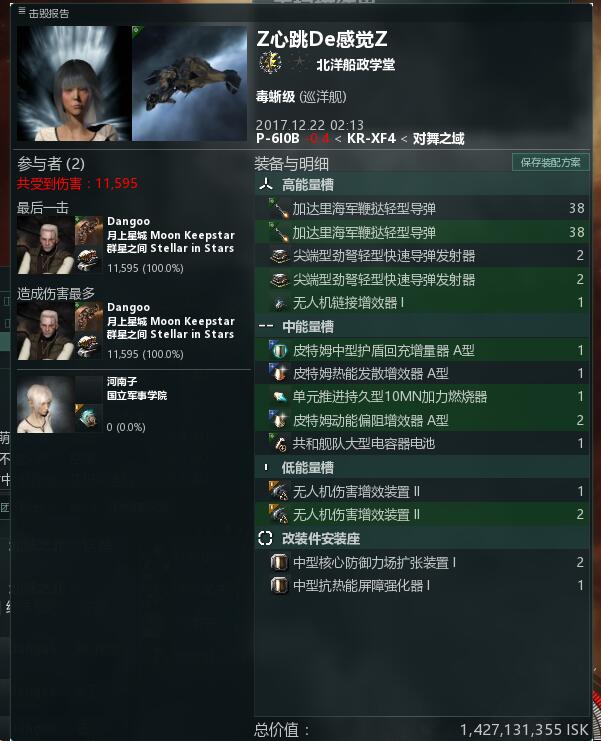 击毁报告
Z心跳De感觉Z
北洋船政学堂
毒蜥级 (巡洋舰)
2017.12.22 02:13
P-6I0B -0.4 < KR-XF4 < 对舞之域
参与者 (2)
共受到伤害：11,595
最后一击
Dangoo
月上星城 Moon Keepstar
群星之间 Stellar in Stars
11,595 (100.0%)
造成伤害最多
Dangoo
月上星城 Moon Keepstar
群星之间 Stellar in Stars
11,595 (100.0%)
河南子
国立军事学院
0 (0.0%)
装备与明细
保存装配方案
高能量槽
加达里海军鞭挞轻型导弹 38
加达里海军鞭挞轻型导弹 38
尖端型劲弩轻型快速导弹发射器 2
尖端型劲弩轻型快速导弹发射器 2
无人机链接增效器 I 1
中能量槽
皮特姆中型护盾回充增量器 A型 1
皮特姆热能发散增效器 A型 1
单元推进持久型10MN加力燃烧器 1
皮特姆动能偏阻增效器 A型 2
共和舰队大型电容器电池 1
低能量槽
无人机伤害增效装置 II 1
无人机伤害增效装置 II 2
改装件安装座
中型核心防御力场扩张装置 I 2
中型抗热能屏障强化器 I 1
总价值： 1,427,131,355 ISK